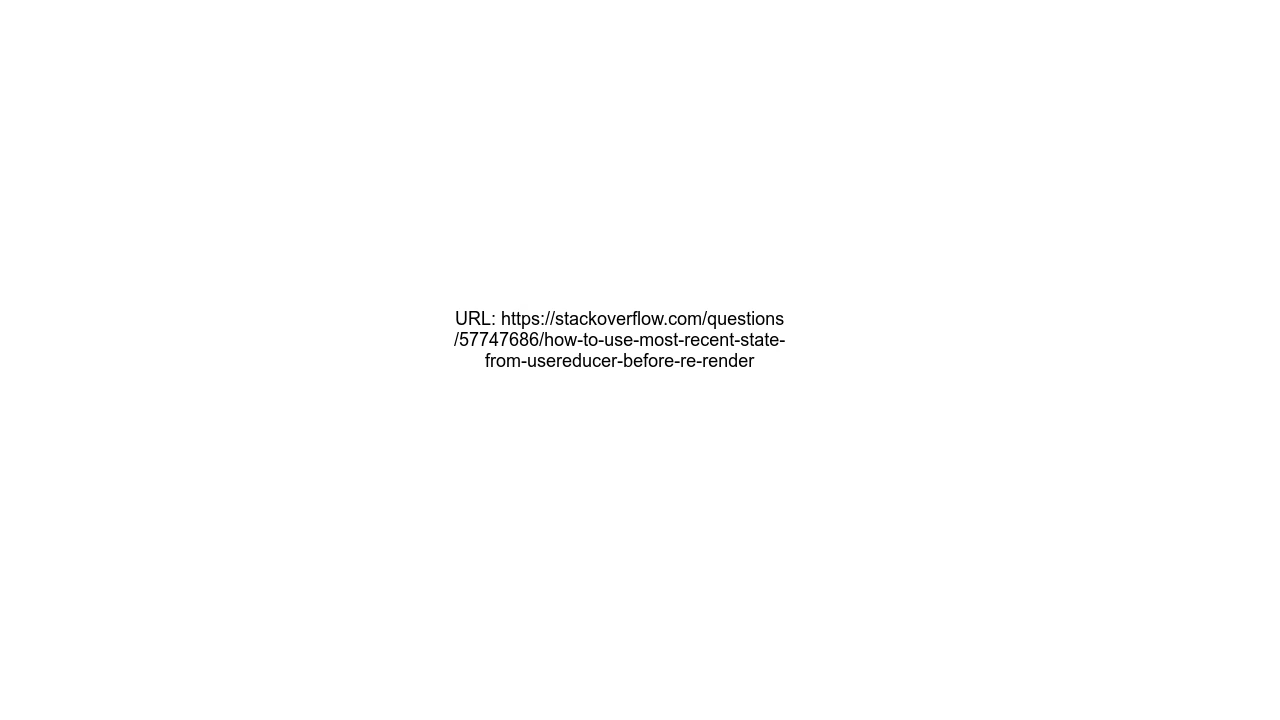 URL: https://stackoverflow.com/questions
/57747686/how-to-use-most-recent-state-
from-usereducer-before-re-render